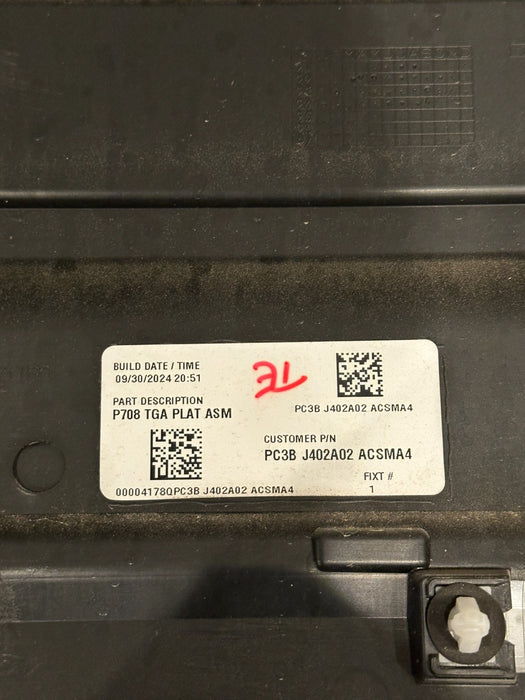 BUILD DATE / TIME
09/30/2024 20:51
PART DESCRIPTION
P708 TGA PLAT ASM
PC3B J402A02 ACSMA4
CUSTOMER P/N
PC3B J402A02 ACSMA4
FIXT #
1
00004178QPC3B J402A02 ACSMA4